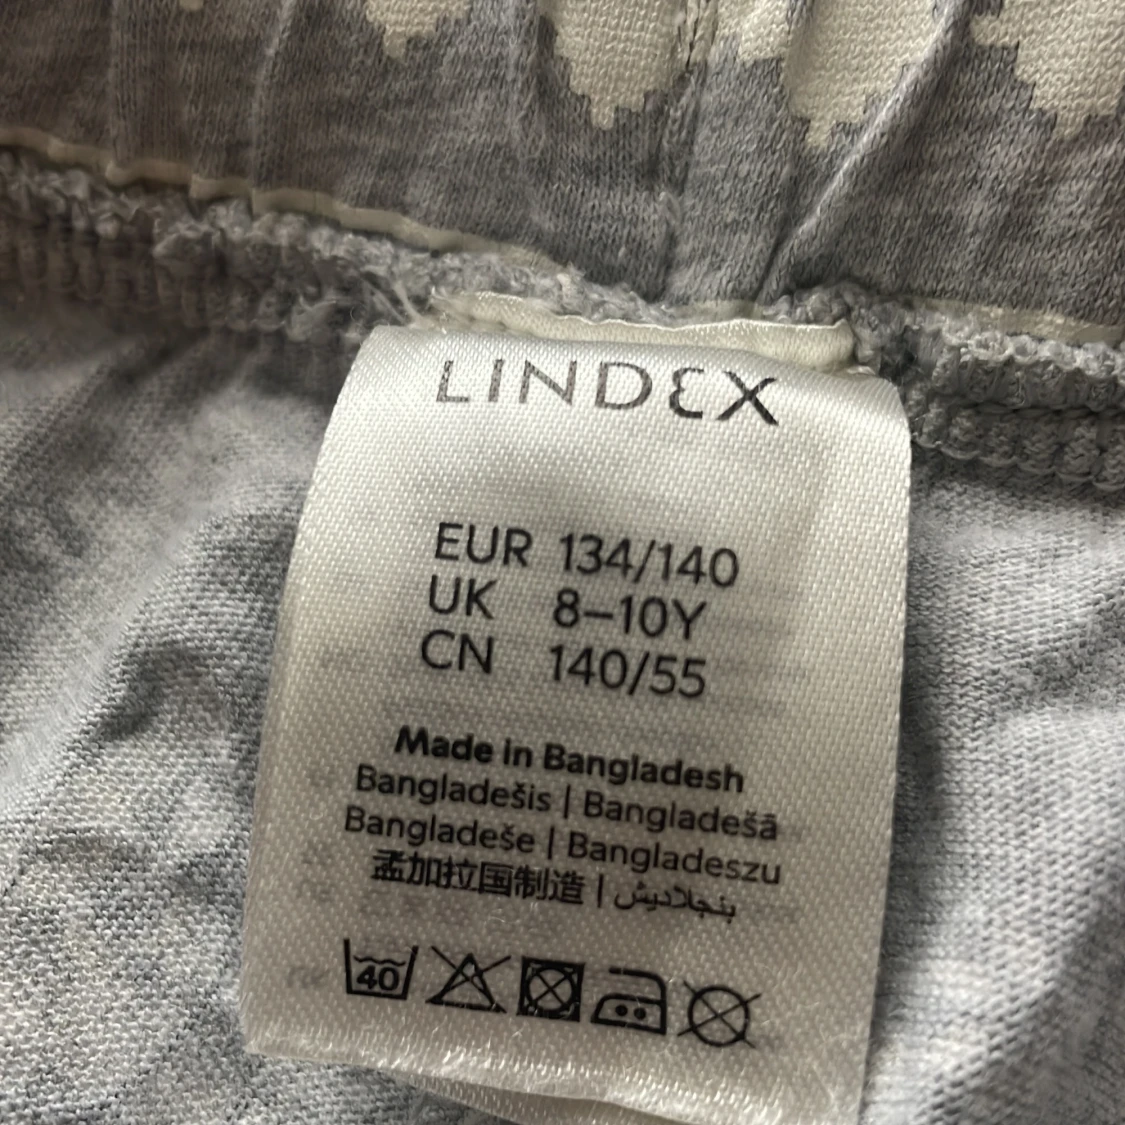 LINDEX
EUR 134/140
UK 8–10Y
CN 140/55
Made in Bangladesh
Bangladešis | Bangladešā
Bangladeše | Bangladeszu
孟加拉国制造 | بنجلاديش
40